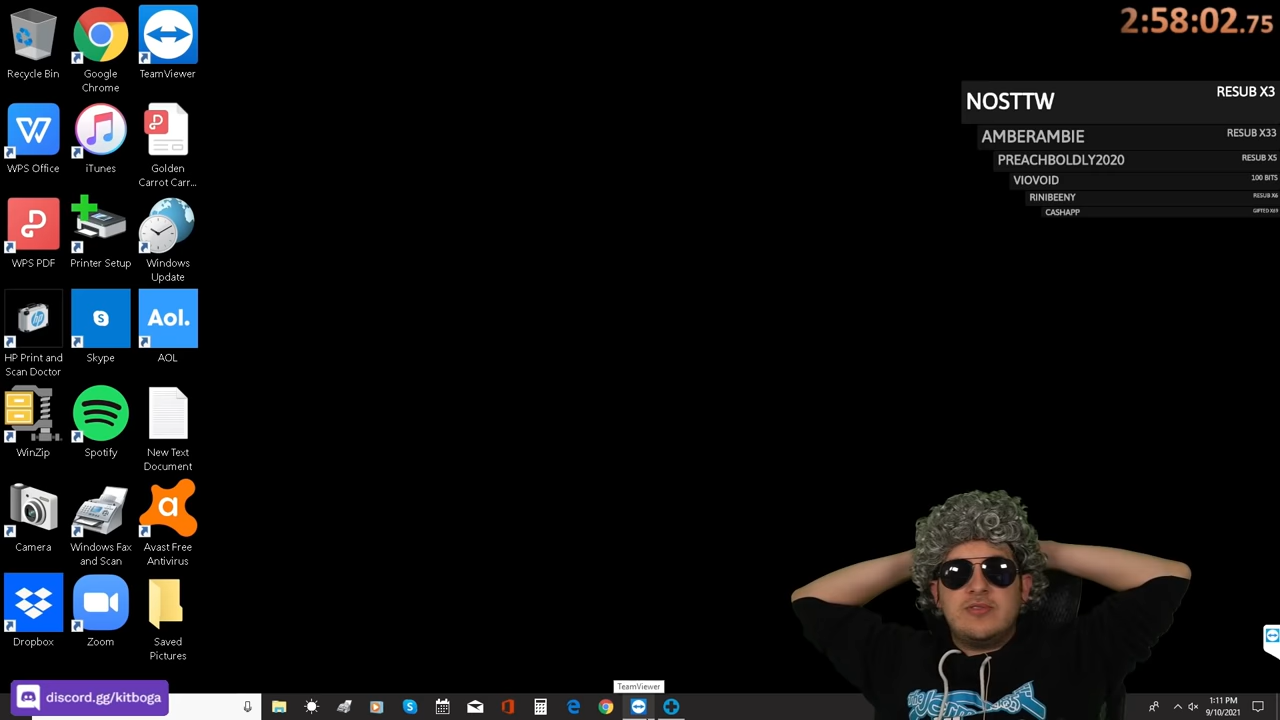 2:58:02.75
NOSTTW RESUB X3
AMBERAMBIE RESUB X33
PREACHBOLDLY2020 RESUB X5
VIOVOID 100 BITS
RINIBEENY RESUB X6
CASHAPP
Recycle Bin
Google
Chrome
TeamViewer
WPS Office
iTunes
Golden
Carrot Carr...
WPS PDF
Printer Setup
Windows
Update
HP Print and
Scan Doctor
Skype
Aol.
AOL
WinZip
Spotify
New Text
Document
Camera
Windows Fax
and Scan
Avast Free
Antivirus
Dropbox
Zoom
Saved
Pictures
discord.gg/kitboga
TeamViewer
1:11 PM
9/10/2021